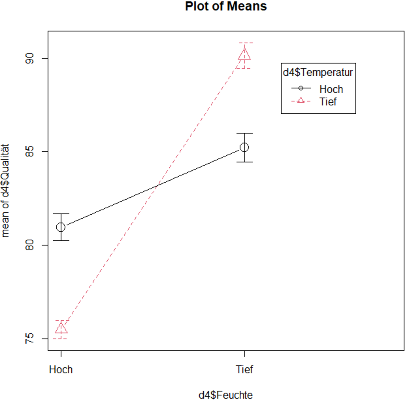 Plot of Means
90
85
80
75
mean of d4$Qualität
d4$Temperatur
Hoch
Tief
Hoch
Tief
d4$Feuchte